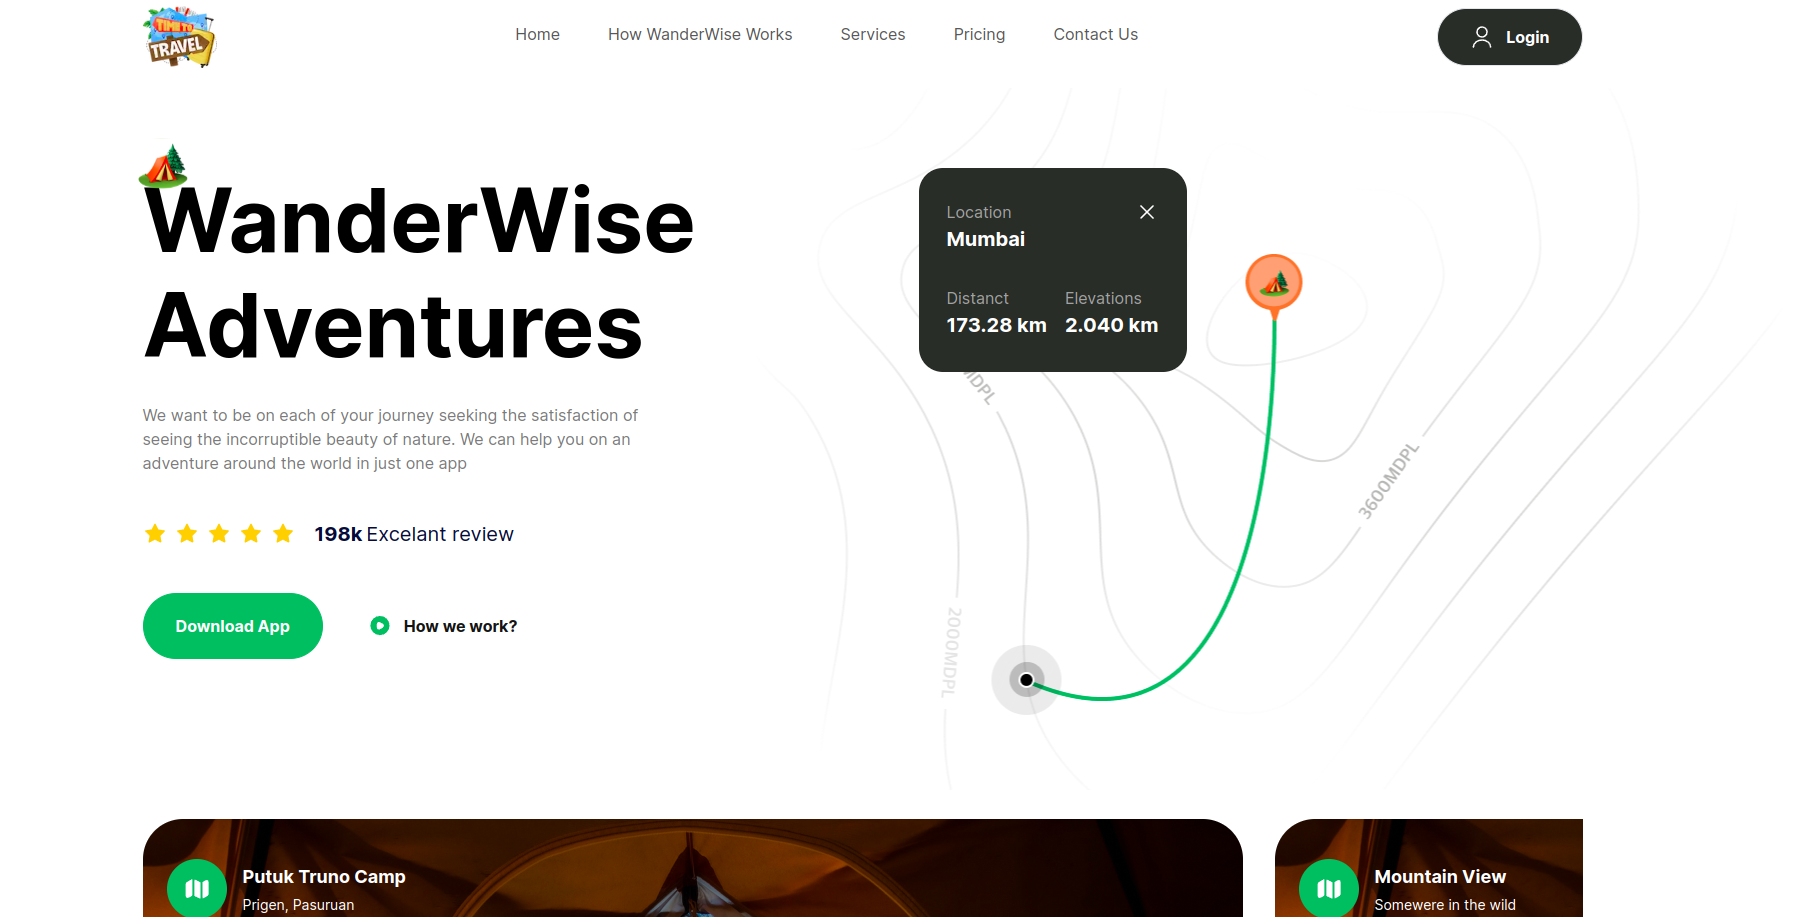 TIME TO
TRAVEL
Home
How WanderWise Works
Services
Pricing
Contact Us
Login
WanderWise
Adventures
We want to be on each of your journey seeking the satisfaction of
seeing the incorruptible beauty of nature. We can help you on an
adventure around the world in just one app
198k Excelant review
Download App
How we work?
Location
Mumbai
Distanct
Elevations
173.28 km
2.040 km
MDPL
3600MDPL
2000MDPL
Putuk Truno Camp
Prigen, Pasuruan
Mountain View
Somewere in the wild